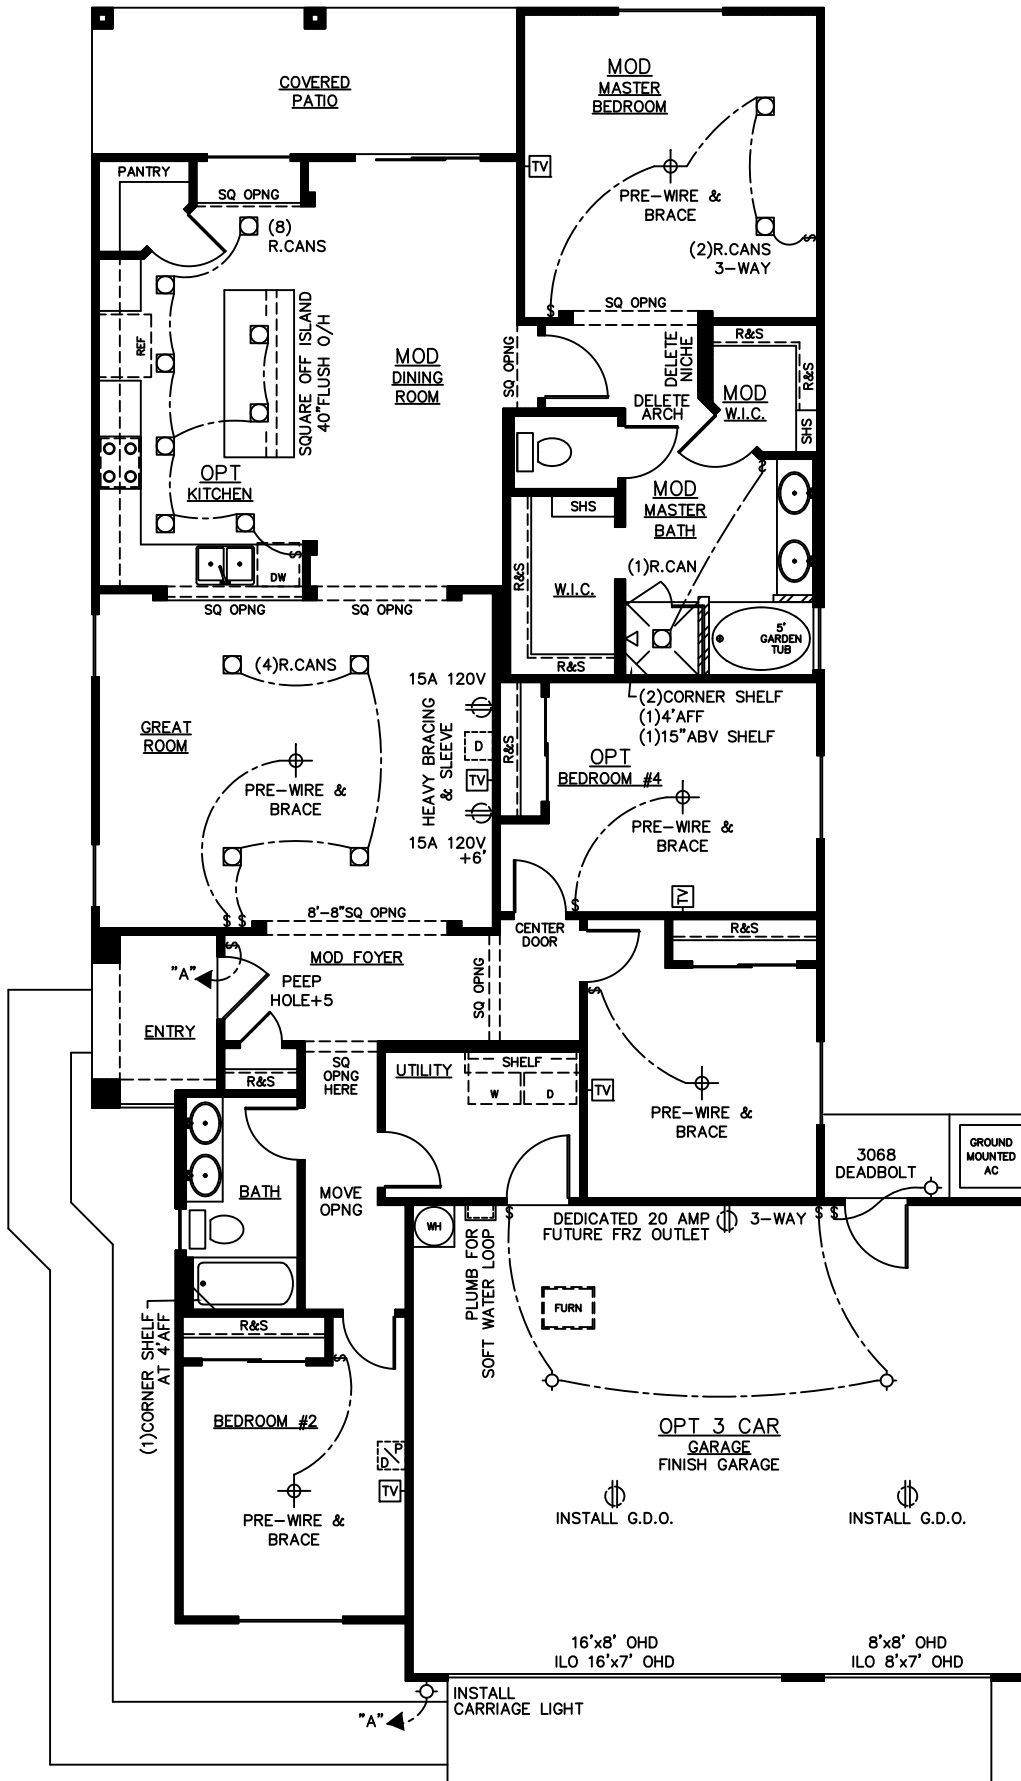 COVERED
PATIO
MOD
MASTER
BEDROOM
PANTRY
SQ OPNG
TV
PRE-WIRE &
BRACE
(8)
R.CANS
(2)R.CANS
3-WAY
S
S
SQ OPNG
REF
SQUARE OFF ISLAND
40"FLUSH O/H
MOD
DINING
ROOM
SQ OPNG
DELETE
NICHE
R&S
R&S
MOD
W.I.C.
SHS
DELETE
ARCH
OPT
KITCHEN
S
DW
SHS
MOD
MASTER
BATH
S
R&S
W.I.C.
(1)R.CAN
R&S
5'
GARDEN
TUB
SQ OPNG
SQ OPNG
(4)R.CANS
15A 120V
GREAT
ROOM
HEAVY BRACING
& SLEEVE
D
TV
PRE-WIRE &
BRACE
15A 120V
+6'
(2)CORNER SHELF
(1)4'AFF
(1)15"ABV SHELF
R&S
OPT
BEDROOM #4
PRE-WIRE &
BRACE
TV
S
S S
8'-8"SQ OPNG
CENTER
DOOR
R&S
S
"A"
MOD FOYER
PEEP
HOLE+5
SQ OPNG
S
ENTRY
R&S
SQ
OPNG
HERE
UTILITY
SHELF
W
D
TV
PRE-WIRE &
BRACE
3068
DEADBOLT
GROUND
MOUNTED
AC
BATH
MOVE
OPNG
WH
PLUMB FOR
SOFT WATER LOOP
S
DEDICATED 20 AMP
FUTURE FRZ OUTLET
3-WAY
S S
FURN
(1)CORNER SHELF
AT 4'AFF
R&S
S
BEDROOM #2
D/P
TV
PRE-WIRE &
BRACE
OPT 3 CAR
GARAGE
FINISH GARAGE
INSTALL G.D.O.
INSTALL G.D.O.
16'x8' OHD
ILO 16'x7' OHD
8'x8' OHD
ILO 8'x7' OHD
"A"
INSTALL
CARRIAGE LIGHT